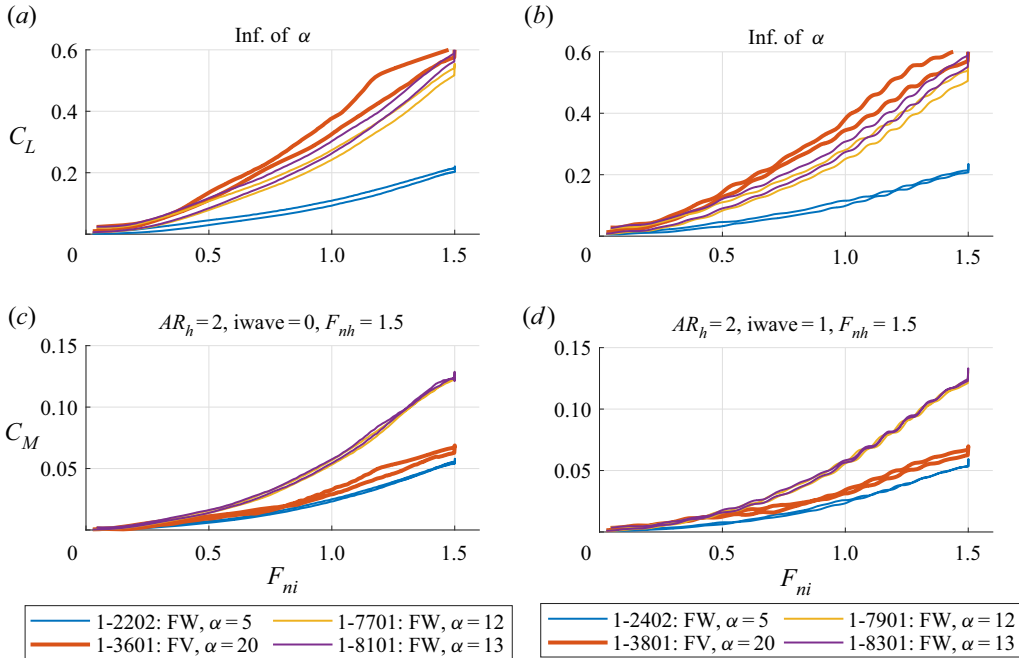 (a)
Inf. of α
0.6
0.4
C_L
0.2
0
0.5
1.0
1.5
(b)
Inf. of α
0.6
0.4
0.2
0
0.5
1.0
1.5
(c)
AR_h = 2, iwave = 0, F_nh = 1.5
0.15
0.10
C_M
0.05
0
0.5
1.0
1.5
F_ni
(d)
AR_h = 2, iwave = 1, F_nh = 1.5
0.15
0.10
0.05
0
0.5
1.0
1.5
F_ni
1-2202: FW, α = 5
1-7701: FW, α = 12
1-3601: FV, α = 20
1-8101: FW, α = 13
1-2402: FW, α = 5
1-7901: FW, α = 12
1-3801: FV, α = 20
1-8301: FW, α = 13